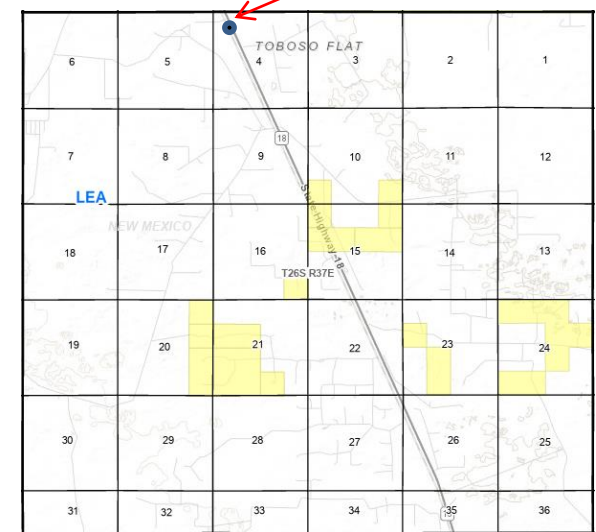 TOBOSO FLAT
6 5 4 3 2 1
18
7 8 9 10 11 12
LEA
NEW MEXICO
State Highway 18
18 17 16 15 14 13
T26S R37E
19 20 21 22 23 24
30 29 28 27 26 25
31 32 33 34 35 36